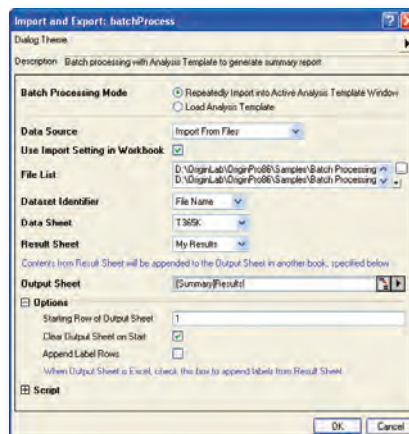 Import and Export: batchProcess
Dialog Theme
Description Batch processing with Analysis Template to generate summary report
Batch Processing Mode
Repeatedly Import into Active Analysis Template Window
Load Analysis Template
Data Source Import From Files
Use Import Setting in Workbook
File List D:\OriginLab\OriginPro86\Samples\Batch Processing
D:\OriginLab\OriginPro86\Samples\Batch Processing
Dataset Identifier File Name
Data Sheet T365K
Result Sheet My Results
Contents from Result Sheet will be appended to the Output Sheet in another book, specified below
Output Sheet [Summary]Results!
Options
Starting Row of Output Sheet 1
Clear Output Sheet on Start
Append Label Rows
When Output Sheet is Excel, check this box to append labels from Result Sheet
Script
OK Cancel